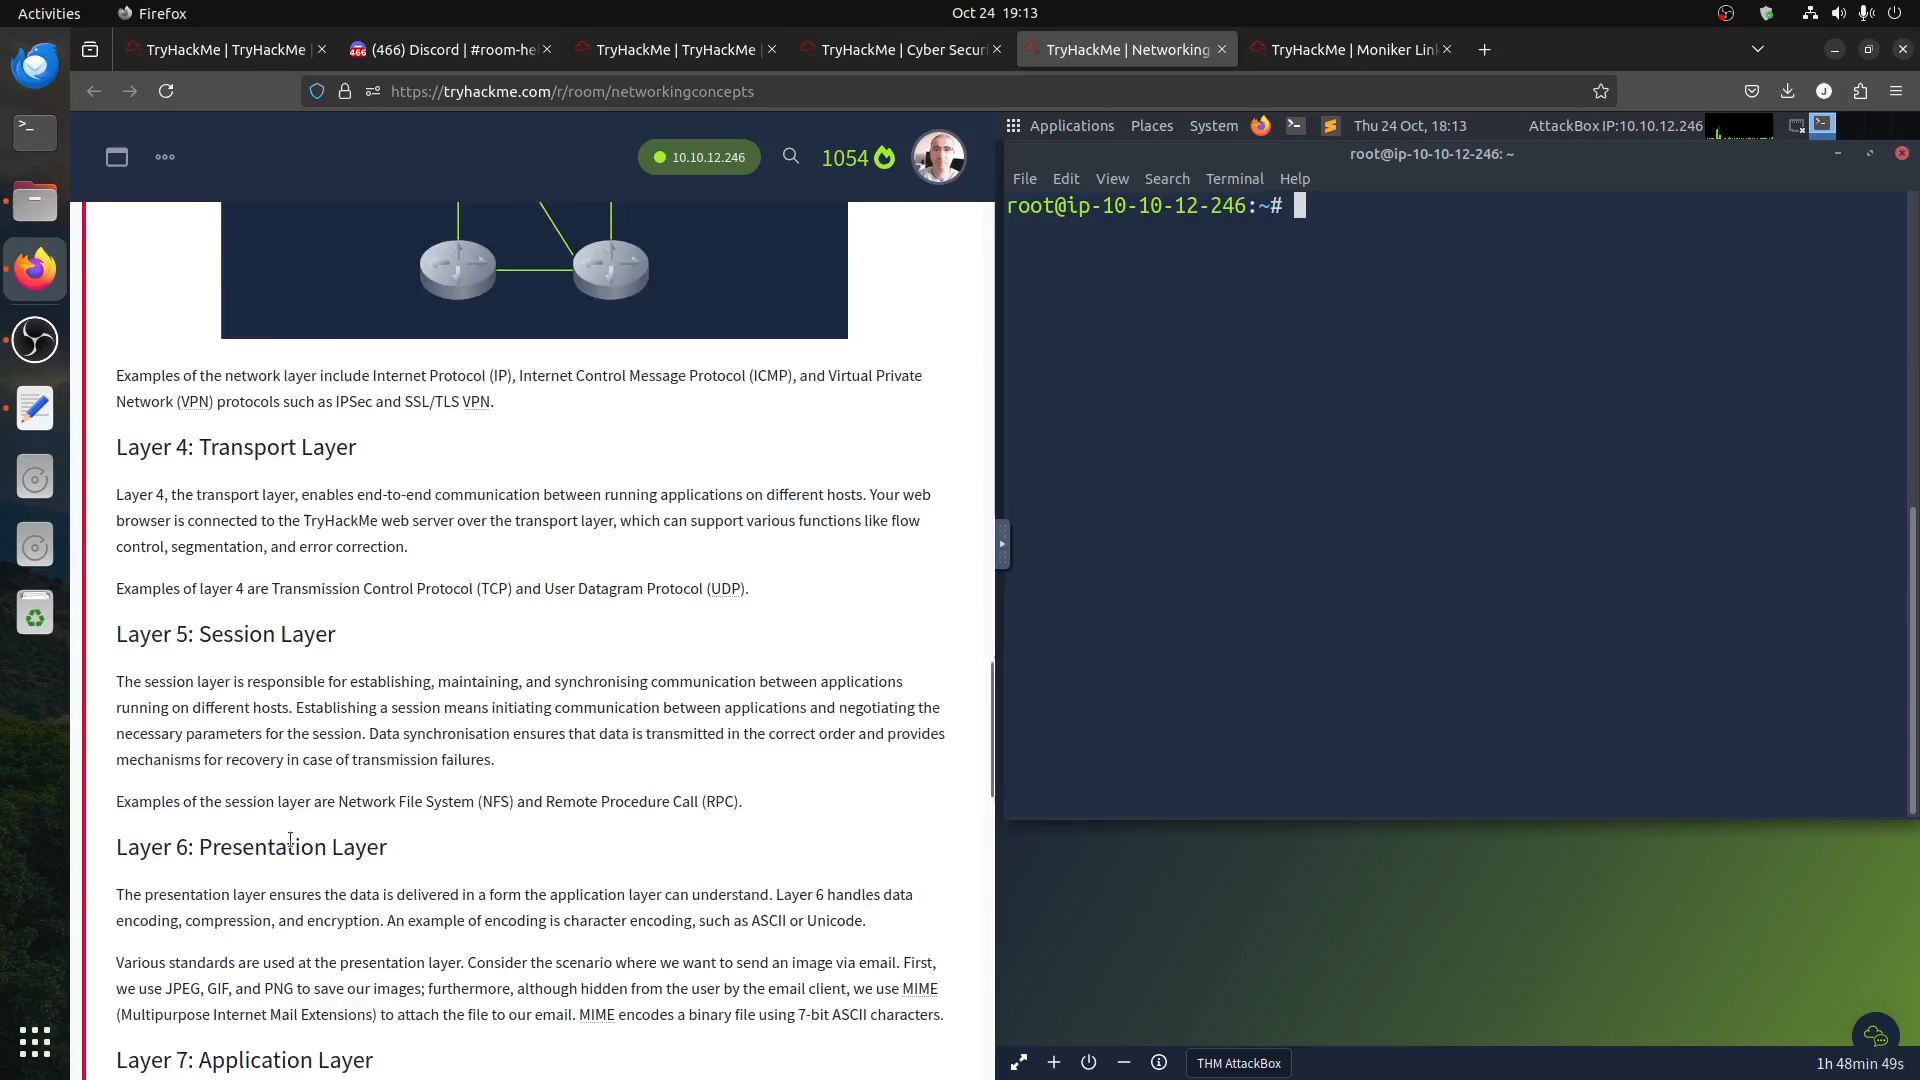 Activities
Firefox
Oct 24 19:13
TryHackMe | TryHackMe
(466) Discord | #room-he
TryHackMe | TryHackMe
TryHackMe | Cyber Securi
TryHackMe | Networking
TryHackMe | Moniker Link
https://tryhackme.com/r/room/networkingconcepts
J
Applications
Places
System
Thu 24 Oct, 18:13
AttackBox IP:10.10.12.246
10.10.12.246
1054
root@ip-10-10-12-246: ~
File Edit View Search Terminal Help
root@ip-10-10-12-246:~#
Examples of the network layer include Internet Protocol (IP), Internet Control Message Protocol (ICMP), and Virtual Private
Network (VPN) protocols such as IPSec and SSL/TLS VPN.
Layer 4: Transport Layer
Layer 4, the transport layer, enables end-to-end communication between running applications on different hosts. Your web
browser is connected to the TryHackMe web server over the transport layer, which can support various functions like flow
control, segmentation, and error correction.
Examples of layer 4 are Transmission Control Protocol (TCP) and User Datagram Protocol (UDP).
Layer 5: Session Layer
The session layer is responsible for establishing, maintaining, and synchronising communication between applications
running on different hosts. Establishing a session means initiating communication between applications and negotiating the
necessary parameters for the session. Data synchronisation ensures that data is transmitted in the correct order and provides
mechanisms for recovery in case of transmission failures.
Examples of the session layer are Network File System (NFS) and Remote Procedure Call (RPC).
Layer 6: Presentation Layer
The presentation layer ensures the data is delivered in a form the application layer can understand. Layer 6 handles data
encoding, compression, and encryption. An example of encoding is character encoding, such as ASCII or Unicode.
Various standards are used at the presentation layer. Consider the scenario where we want to send an image via email. First,
we use JPEG, GIF, and PNG to save our images; furthermore, although hidden from the user by the email client, we use MIME
(Multipurpose Internet Mail Extensions) to attach the file to our email. MIME encodes a binary file using 7-bit ASCII characters.
Layer 7: Application Layer
THM AttackBox
1h 48min 49s